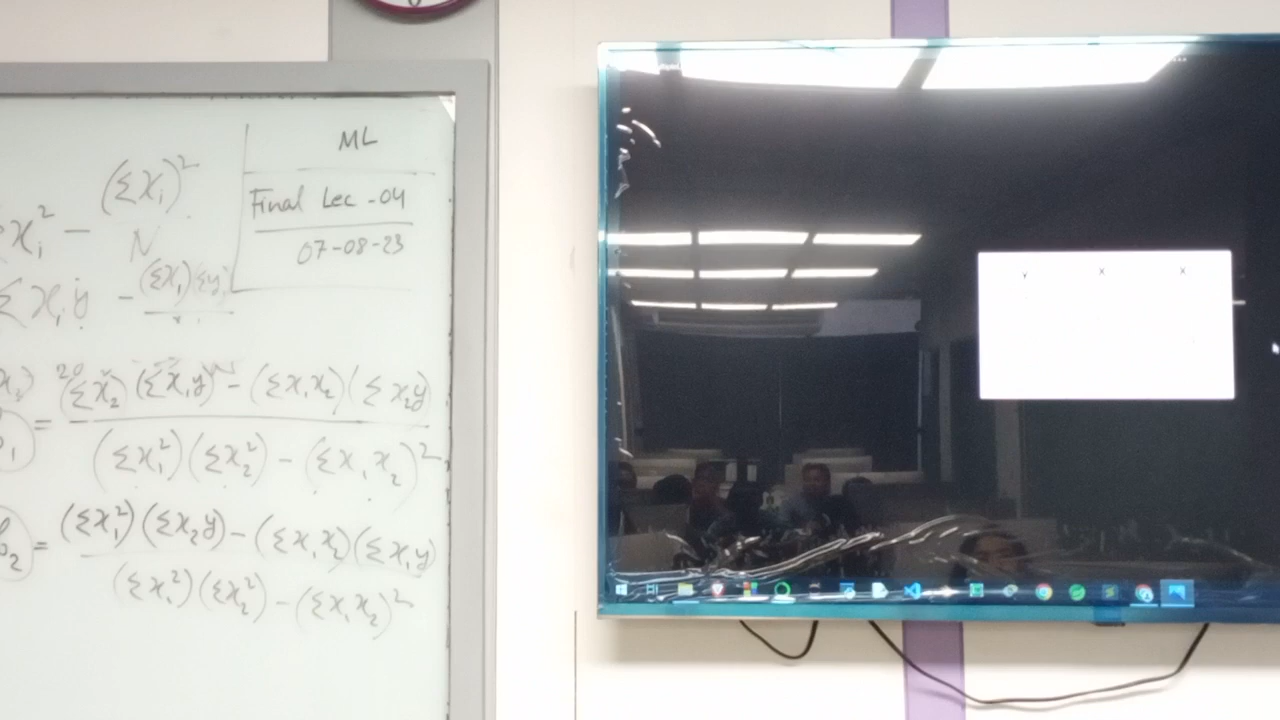 ML
Final Lec - 04
07-08-23
x₁² - (Σx₁)²
N
Σx₁y - (Σx₁)(Σy)
b₁ = (Σx₂²)(Σx₁y) - (Σx₁x₂)(Σx₂y)
(Σx₁²)(Σx₂²) - (Σx₁x₂)²
b₂ = (Σx₁²)(Σx₂y) - (Σx₁x₂)(Σx₁y)
(Σx₁²)(Σx₂²) - (Σx₁x₂)²
y X X